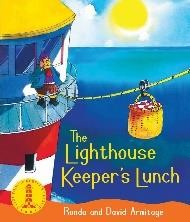 The
Lighthouse
Keeper's Lunch
Ronda and David Armitage